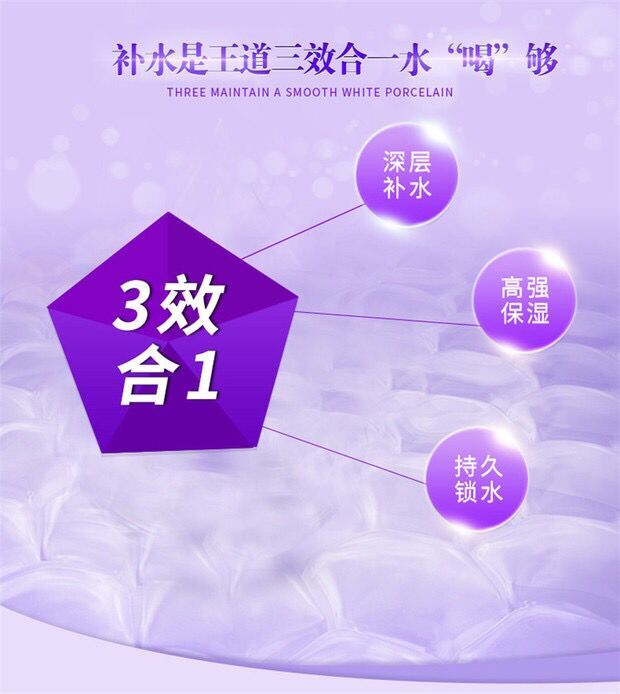 补水是王道三效合一水“喝”够
THREE MAINTAIN A SMOOTH WHITE PORCELAIN
深层
补水
3效
合1
高强
保湿
持久
锁水